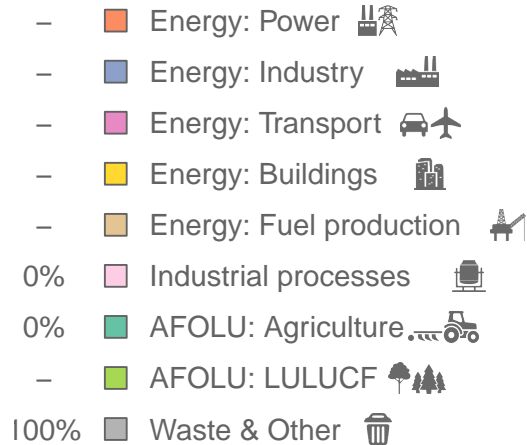 – Energy: Power
– Energy: Industry
– Energy: Transport
– Energy: Buildings
– Energy: Fuel production
0% Industrial processes
0% AFOLU: Agriculture
– AFOLU: LULUCF
100% Waste & Other